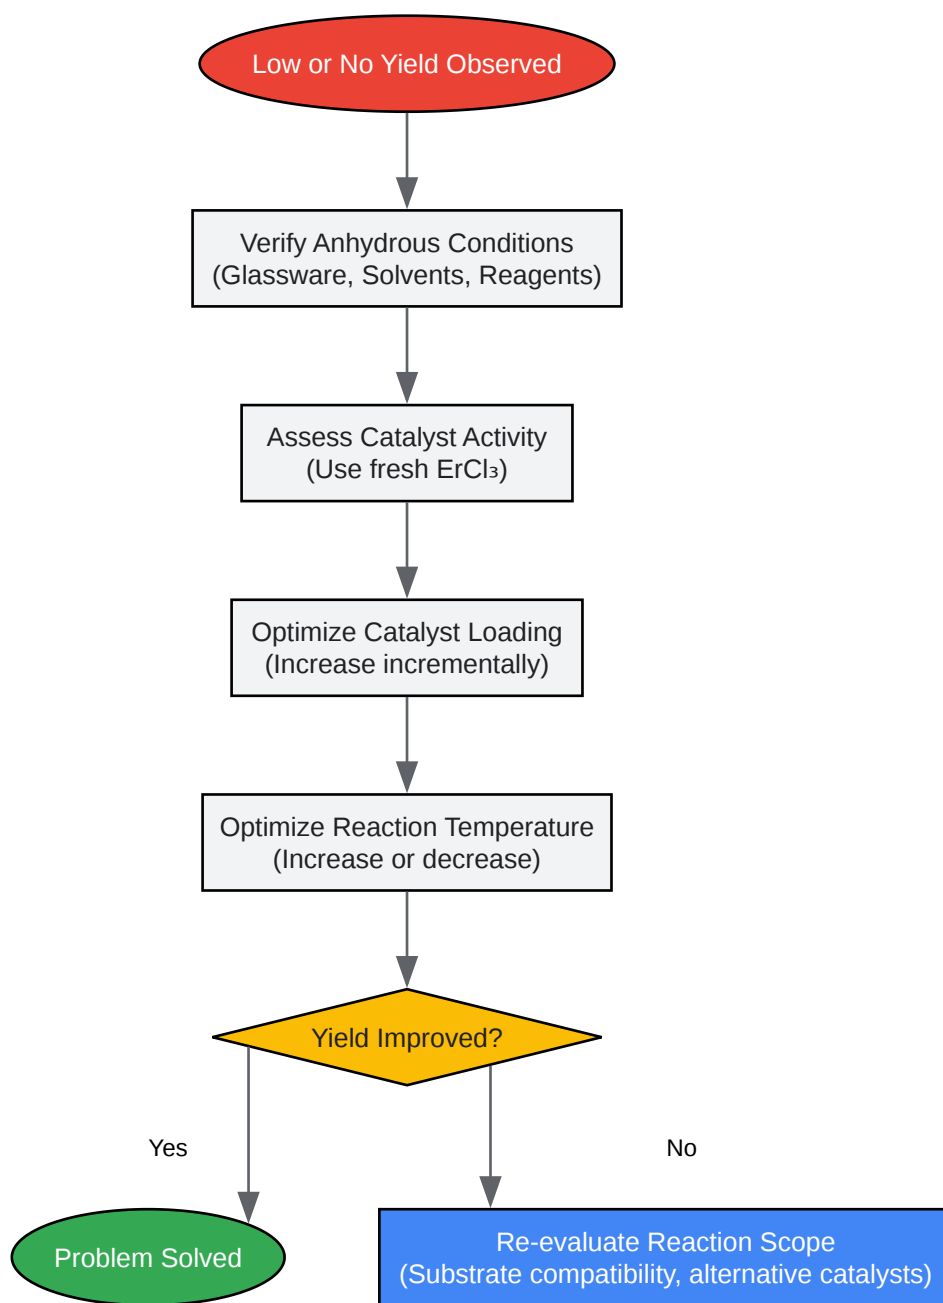 Low or No Yield Observed
Verify Anhydrous Conditions
(Glassware, Solvents, Reagents)
Assess Catalyst Activity
(Use fresh ErCl₃)
Optimize Catalyst Loading
(Increase incrementally)
Optimize Reaction Temperature
(Increase or decrease)
Yield Improved?
Yes
No
Problem Solved
Re-evaluate Reaction Scope
(Substrate compatibility, alternative catalysts)